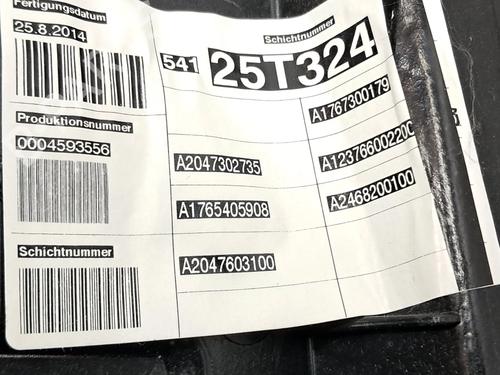 Fertigungsdatum
25.8.2014
Produktionsnummer
0004593556
Schichtnummer
Schichtnummer
541 25T324
A1767300179
A2047302735
A12376600220
A1765405908
A2468200100
A2047603100